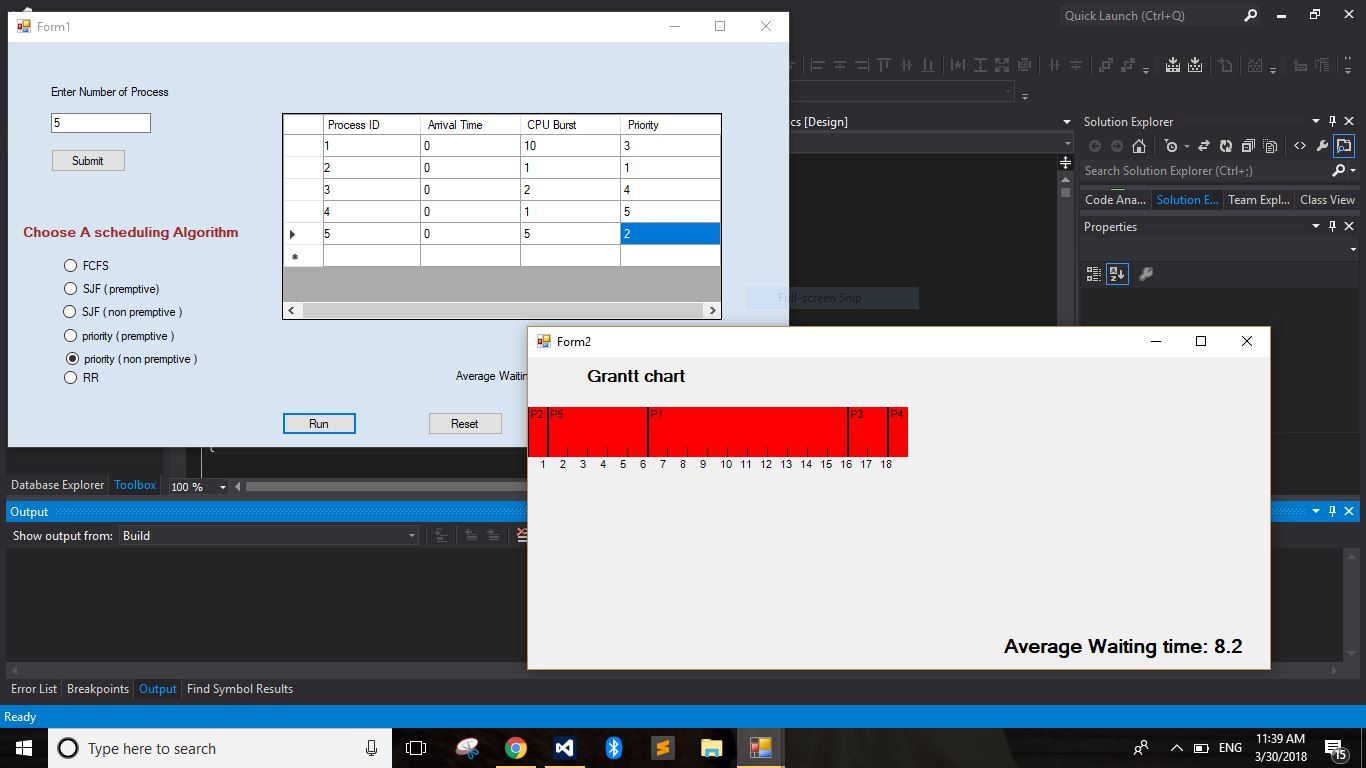 Form1
Quick Launch (Ctrl+Q)
Enter Number of Process
5
Submit
Process ID Arrival Time CPU Burst Priority
1 0 10 3
2 0 1 1
3 0 2 4
4 0 1 5
5 0 5 2
Choose A scheduling Algorithm
FCFS
SJF ( premptive)
SJF ( non premptive )
priority ( premptive )
priority ( non premptive )
RR
Average Waitin
Run
Reset
cs [Design]
Full-screen Snip
Solution Explorer
Search Solution Explorer (Ctrl+;)
Code Ana... Solution E... Team Expl... Class View
Properties
Form2
Grantt chart
P2 P5 P1 P3 P4
1 2 3 4 5 6 7 8 9 10 11 12 13 14 15 16 17 18
Average Waiting time: 8.2
Database Explorer Toolbox
100 %
Output
Show output from: Build
Error List Breakpoints Output Find Symbol Results
Ready
Type here to search
ENG
11:39 AM
3/30/2018
15